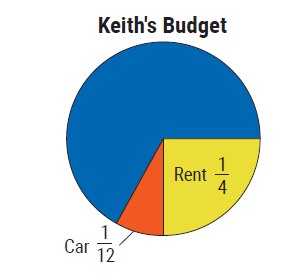 Keith's Budget
Rent 1/4
Car 1/12